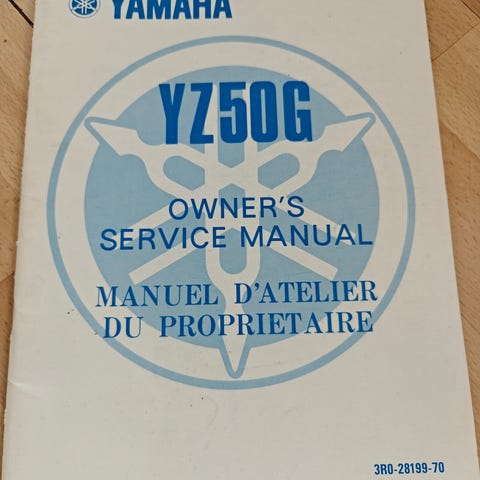 YAMAHA
YZ50G
OWNER'S
SERVICE MANUAL
MANUEL D'ATELIER
DU PROPRIETAIRE
3R0-28199-70